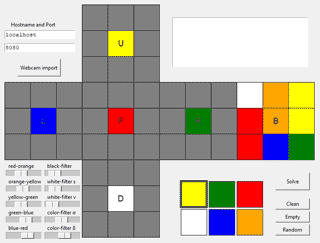 Hostname and Port
localhost
8080
Webcam import
U
L
F
R
B
D
red-orange black-filter
orange-yellow white-filter s
yellow-green white-filter v
green-blue color-filter α
blue-red color-filter β
Solve
Clean
Empty
Random